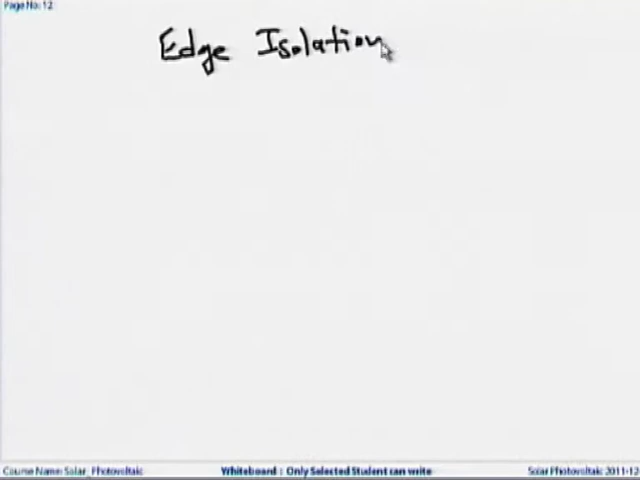 Page No: 12
Edge Isolation
Course Name: Solar_Photovoltaic
Whiteboard : Only Selected Student can write
Solar Photovoltaic 2011-12